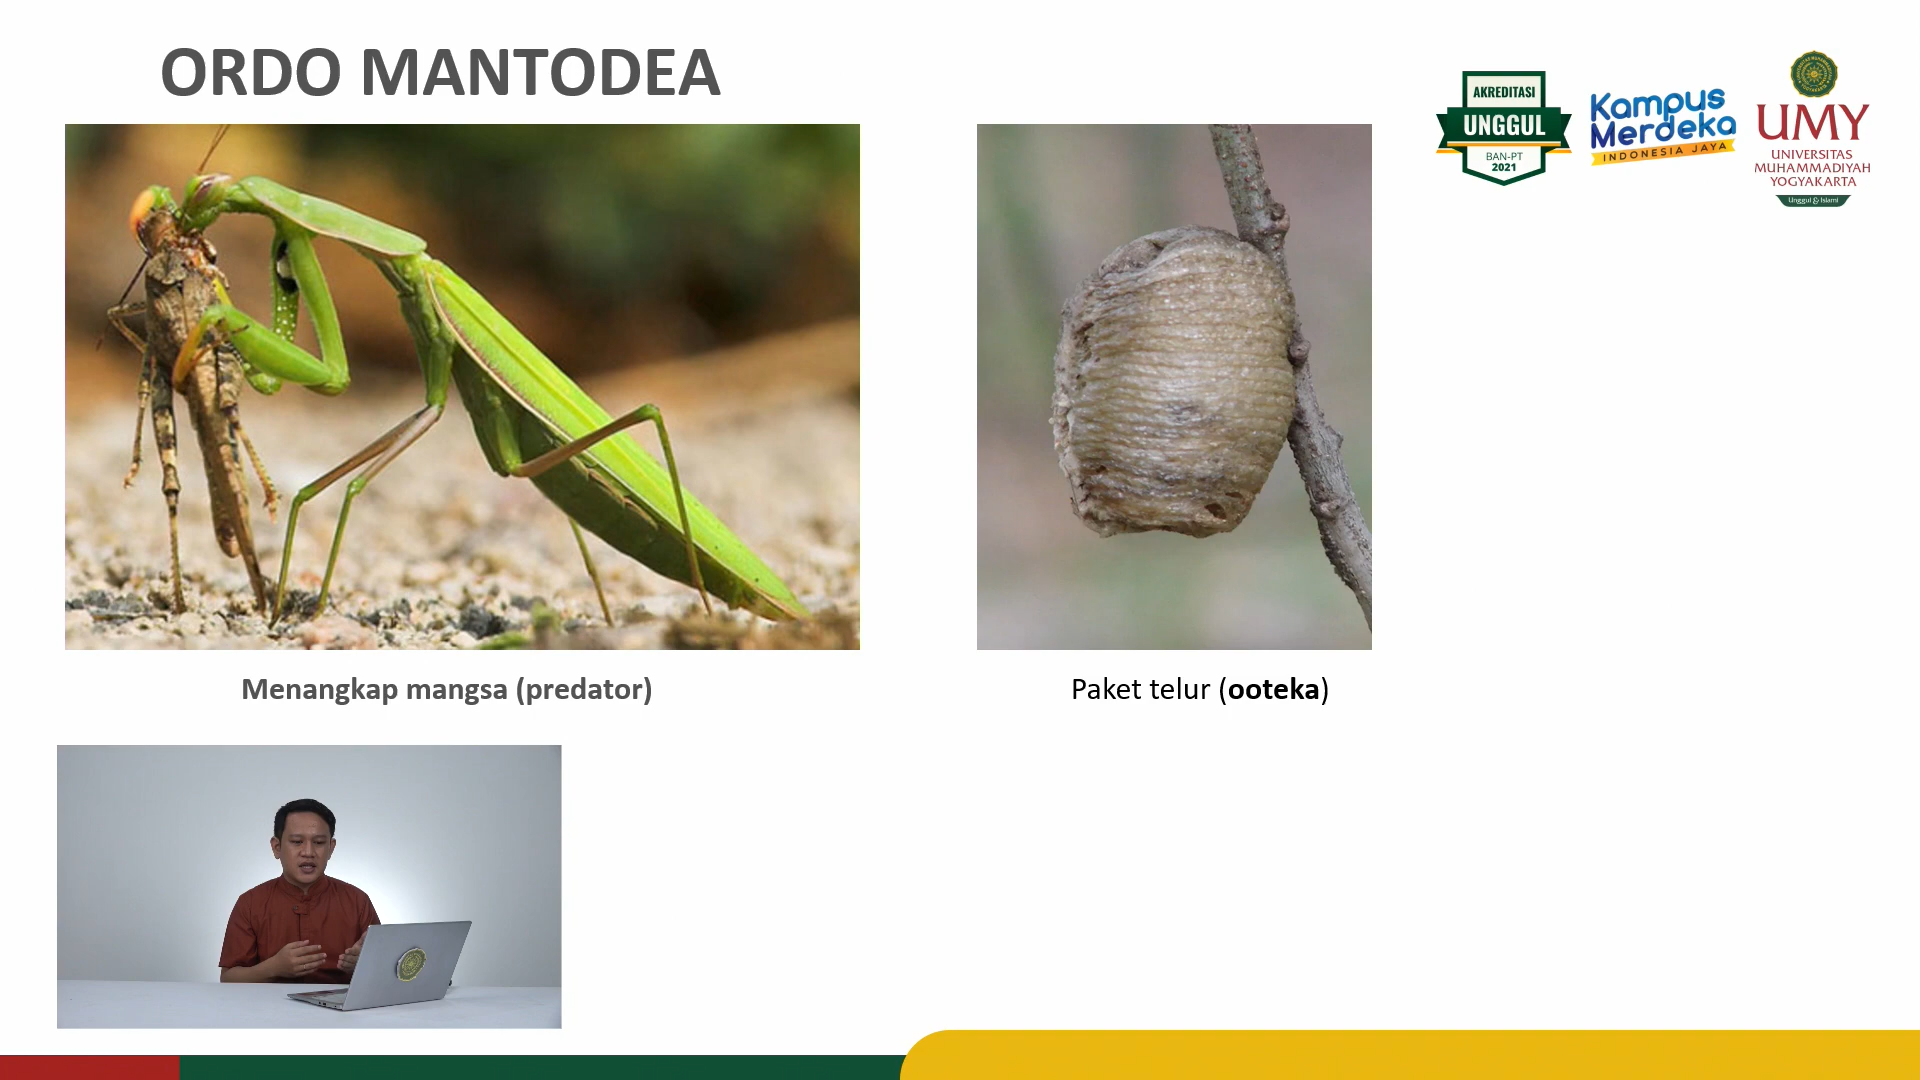 ORDO MANTODEA
AKREDITASI
UNGGUL
BAN-PT
2021
Kampus
Merdeka
INDONESIA JAYA
UMY
UNIVERSITAS
MUHAMMADIYAH
YOGYAKARTA
Unggul & Islami
Menangkap mangsa (predator)
Paket telur (ooteka)